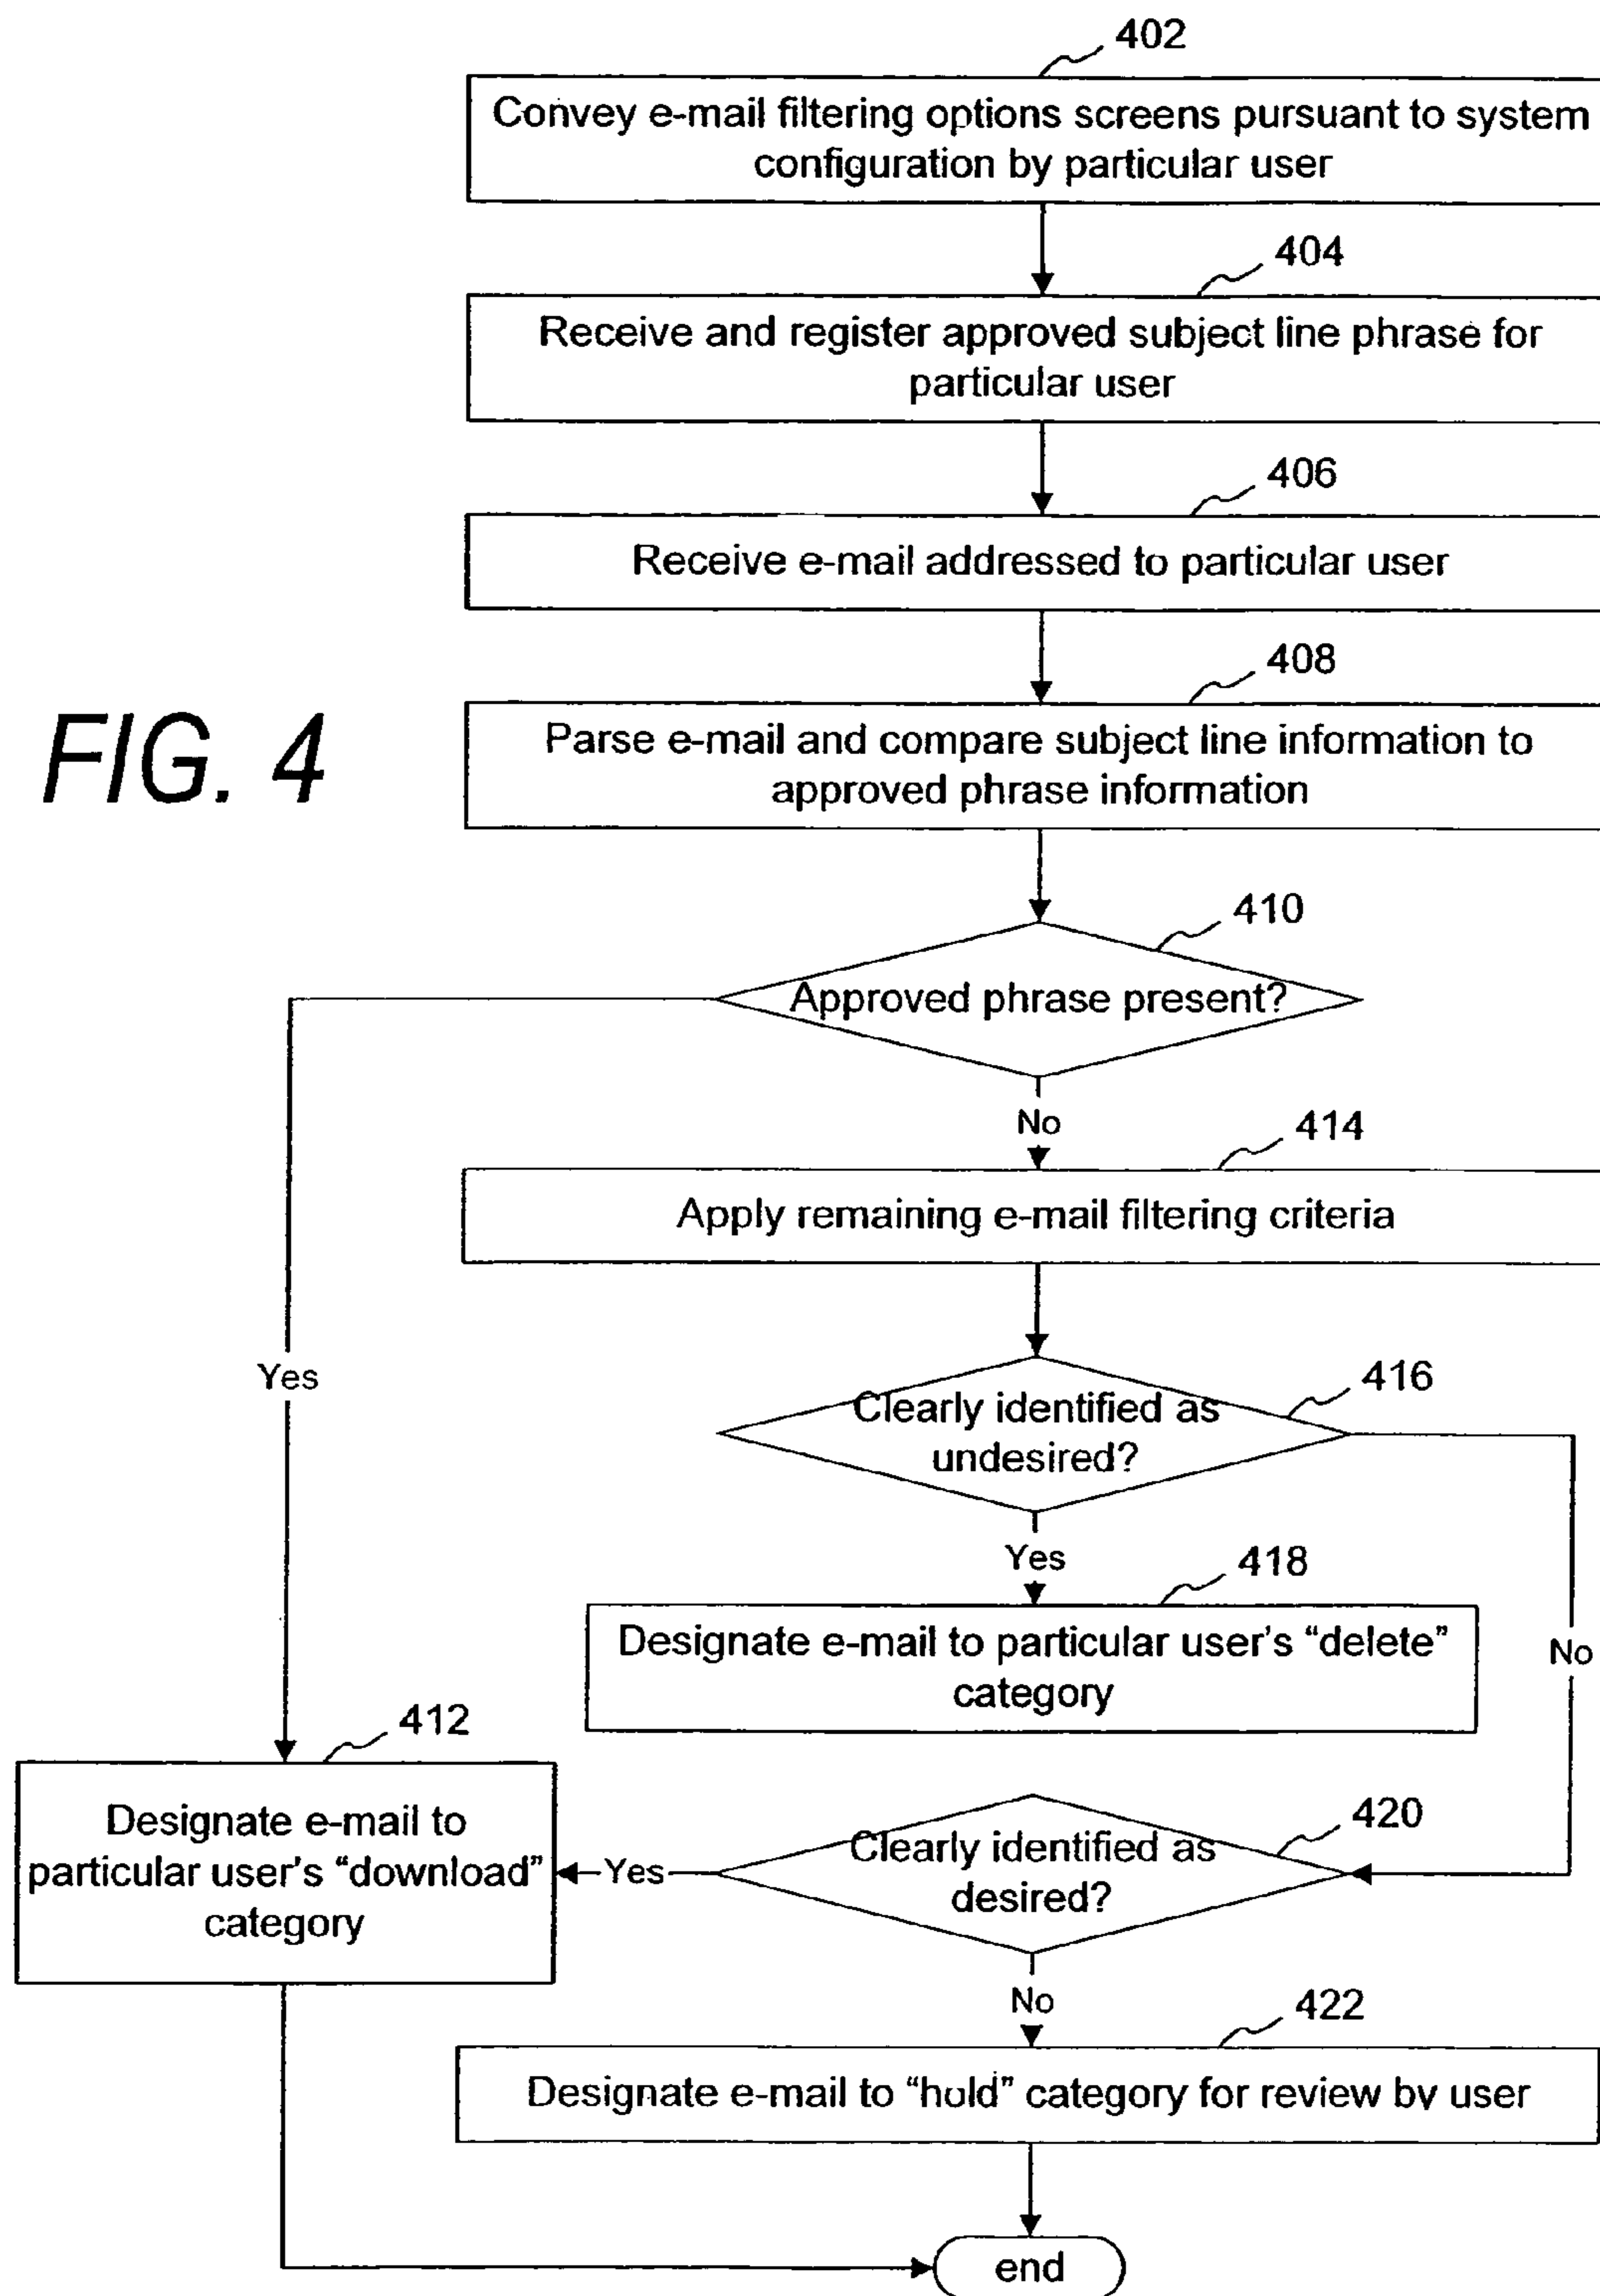 402
Convey e-mail filtering options screens pursuant to system
configuration by particular user
404
Receive and register approved subject line phrase for
particular user
406
Receive e-mail addressed to particular user
408
FIG. 4
Parse e-mail and compare subject line information to
approved phrase information
410
Approved phrase present?
No
414
Apply remaining e-mail filtering criteria
Yes
416
Clearly identified as
undesired?
Yes
418
Designate e-mail to particular user's “delete”
category
No
412
Designate e-mail to
particular user's “download”
category
420
Clearly identified as
desired?
Yes
No
422
Designate e-mail to “hold” category for review by user
end